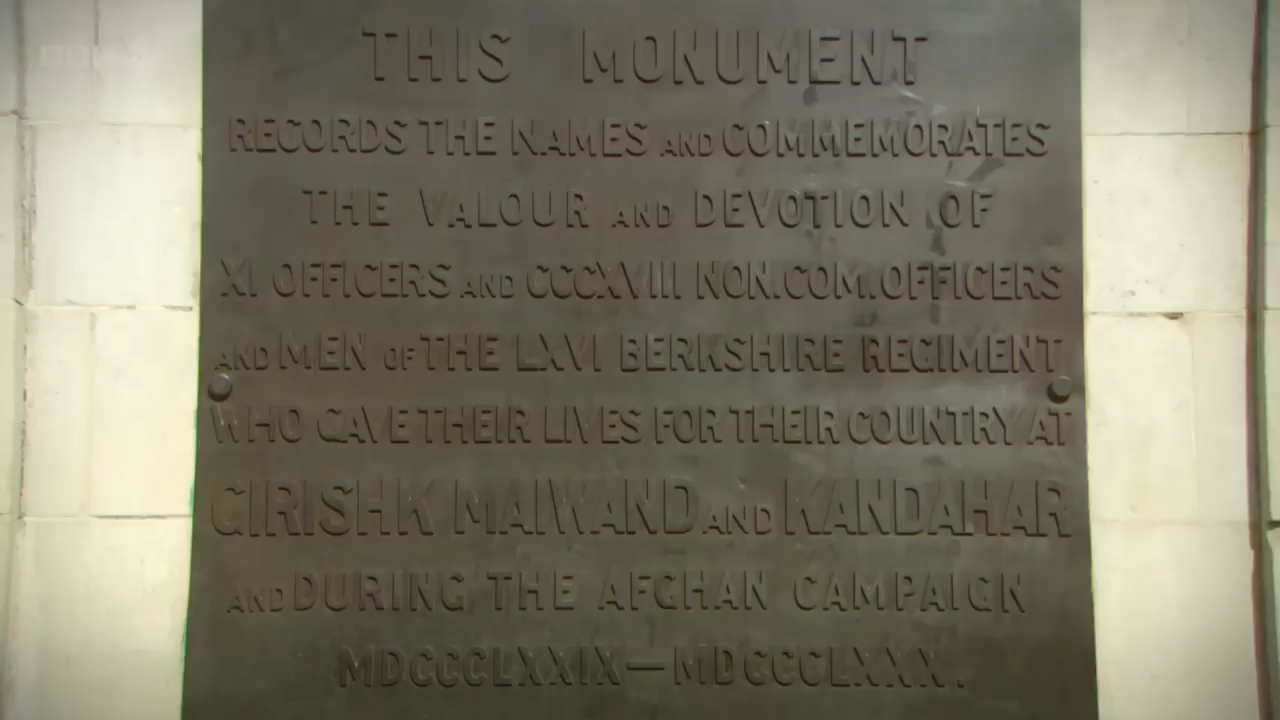 THIS MONUMENT
RECORDS THE NAMES AND COMMEMORATES
THE VALOUR AND DEVOTION OF
XI OFFICERS AND CCCXVIII NON.COM.OFFICERS
AND MEN OF THE LXVI BERKSHIRE REGIMENT
WHO GAVE THEIR LIVES FOR THEIR COUNTRY AT
GIRISHK MAIWAND AND KANDAHAR
AND DURING THE AFGHAN CAMPAIGN
MDCCCLXXIX—MDCCCLXXX.